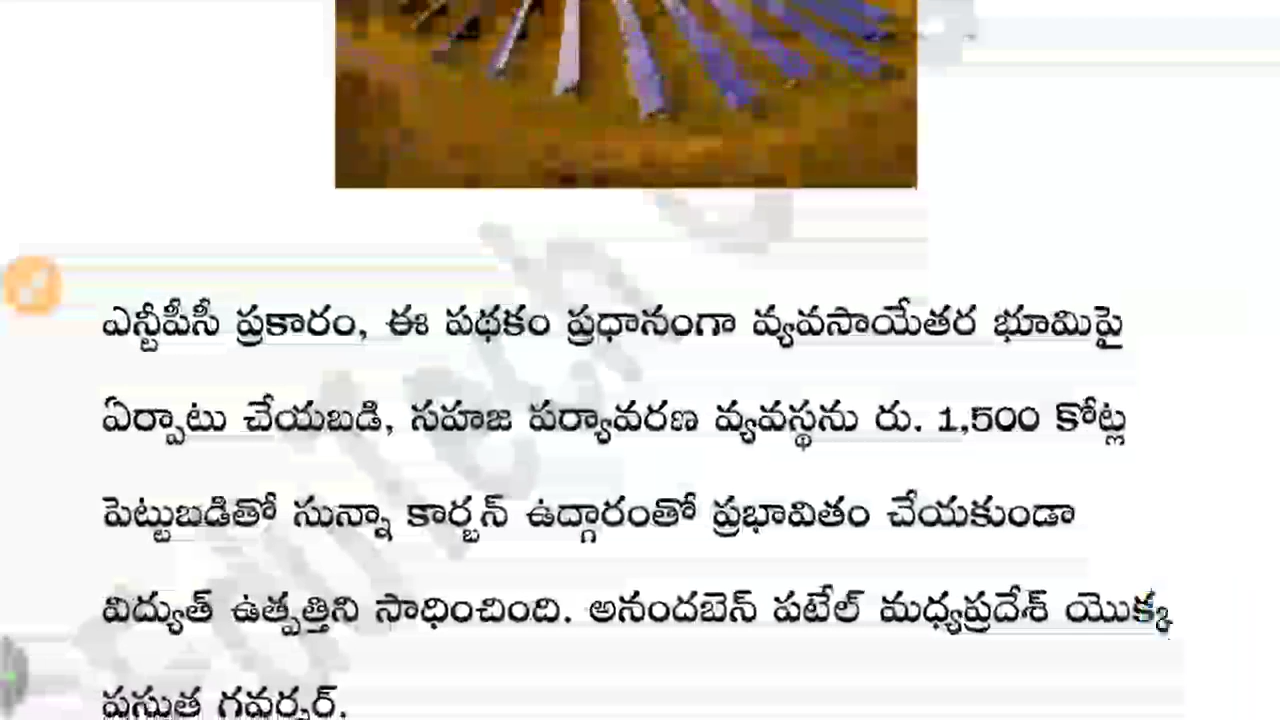 ఎన్టీపీసీ ప్రకారం, ఈ పథకం ప్రధానంగా వ్యవసాయేతర భూమిపై
ఏర్పాటు చేయబడి, సహజ పర్యావరణ వ్యవస్థను రు. 1,500 కోట్ల
పెట్టుబడితో సున్నా కార్బన్ ఉద్గారంతో ప్రభావితం చేయకుండా
విద్యుత్ ఉత్పత్తిని సాధించింది. అనందబెన్ పటేల్ మధ్యప్రదేశ్ యొక్క
ప్రస్తుత గవర్నర్.